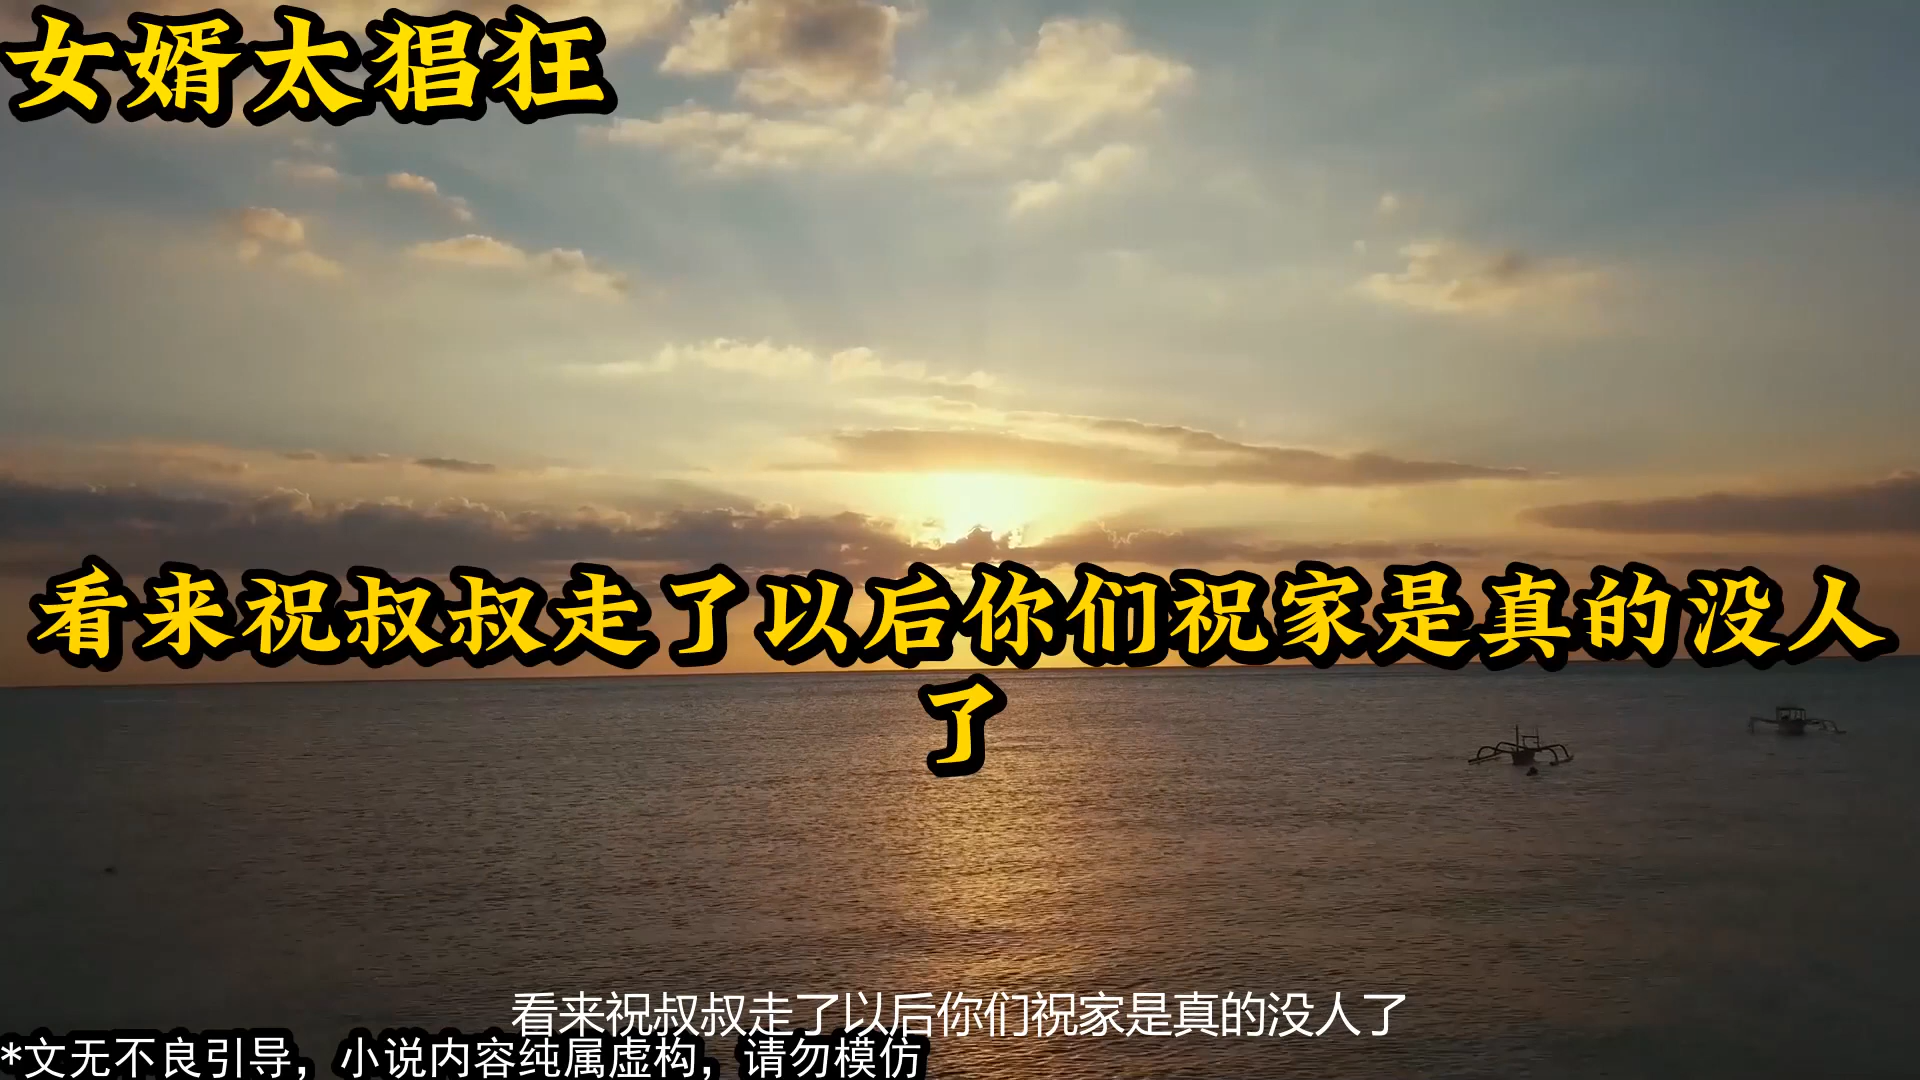 女婿太猖狂
看来祝叔叔走了以后你们祝家是真的没人
了
看来祝叔叔走了以后你们祝家是真的没人了
*文无不良引导，小说内容纯属虚构，请勿模仿